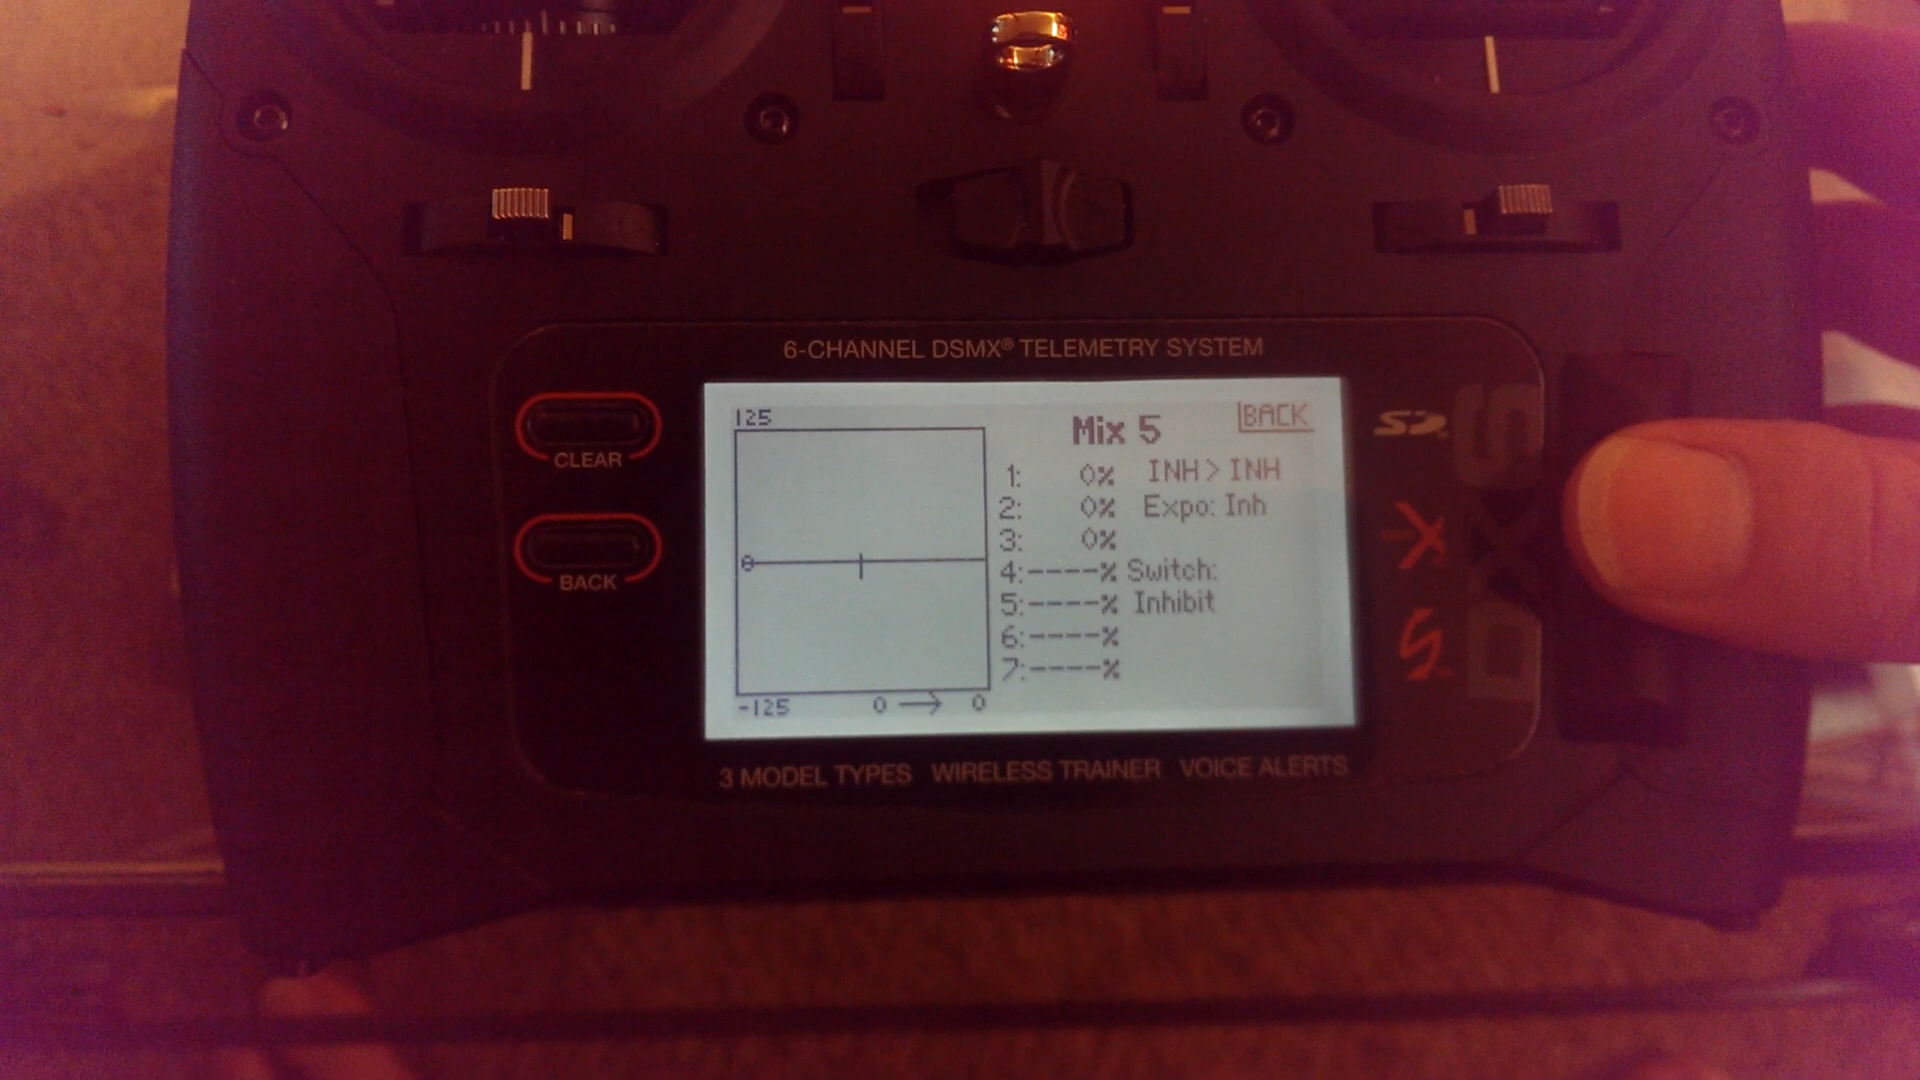 6-CHANNEL DSMX® TELEMETRY SYSTEM
CLEAR
BACK
125
Mix 5
BACK
1: 0% INH > INH
2: 0% Expo: Inh
3: 0%
4:----% Switch:
5:----% Inhibit
6:----%
7:----%
-125 0 → 0
DX6
3 MODEL TYPES WIRELESS TRAINER VOICE ALERTS